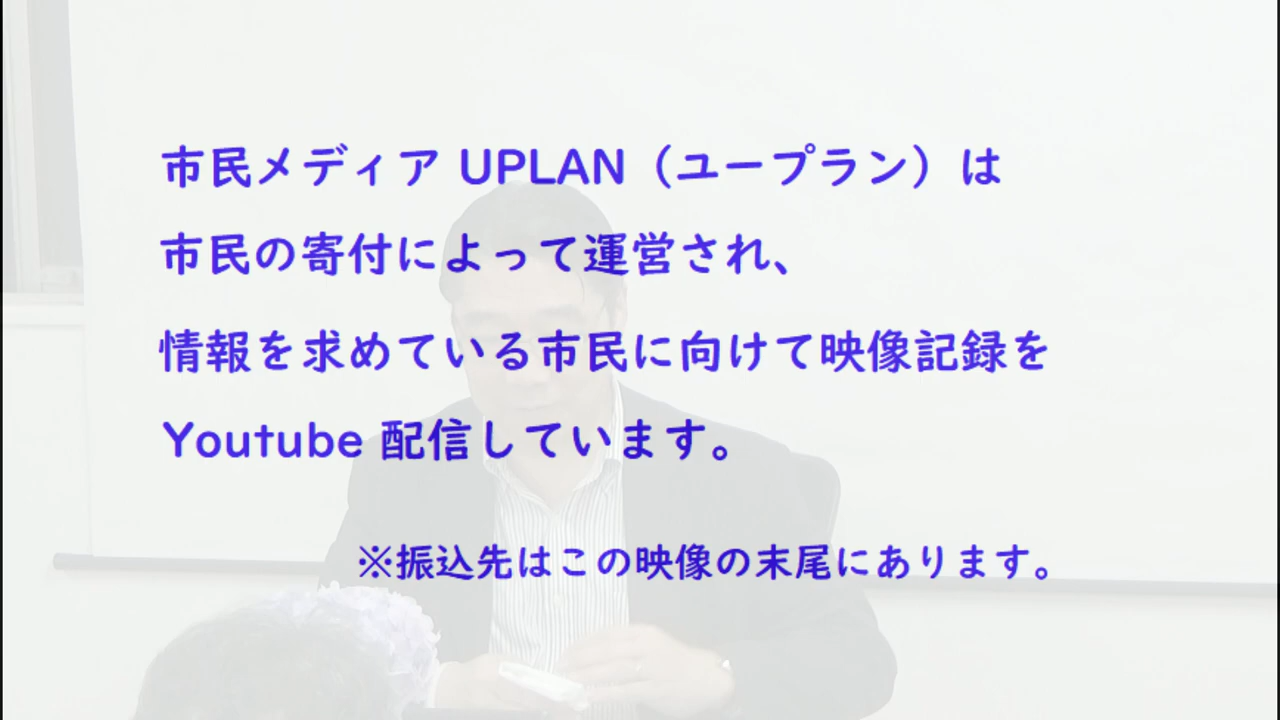 市民メディア UPLAN（ユープラン）は
市民の寄付によって運営され、
情報を求めている市民に向けて映像記録を
Youtube 配信しています。
※振込先はこの映像の末尾にあります。